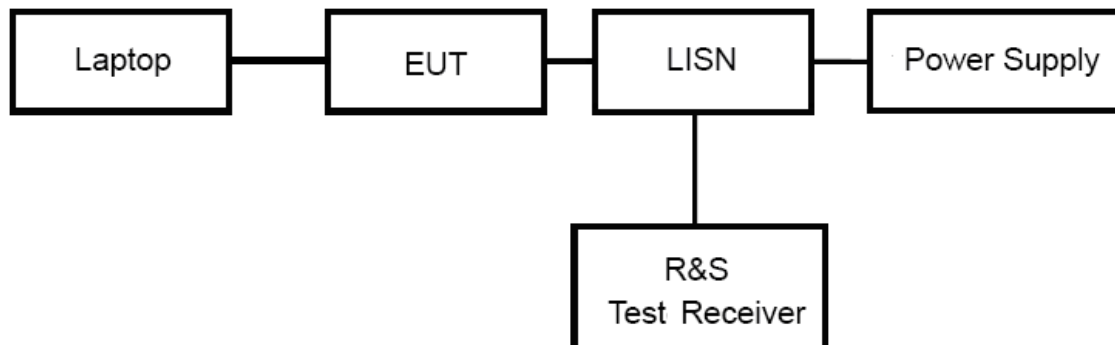 Laptop
EUT
LISN
Power Supply
R&S
Test Receiver